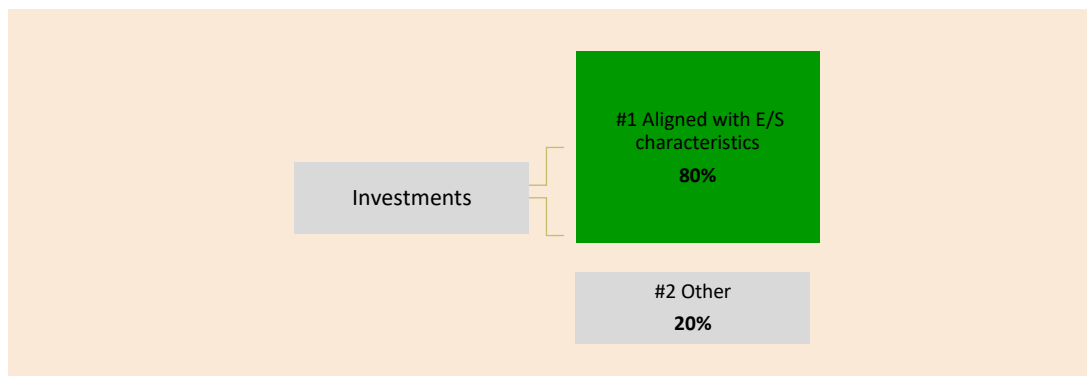 Investments
#1 Aligned with E/S
characteristics
80%
#2 Other
20%